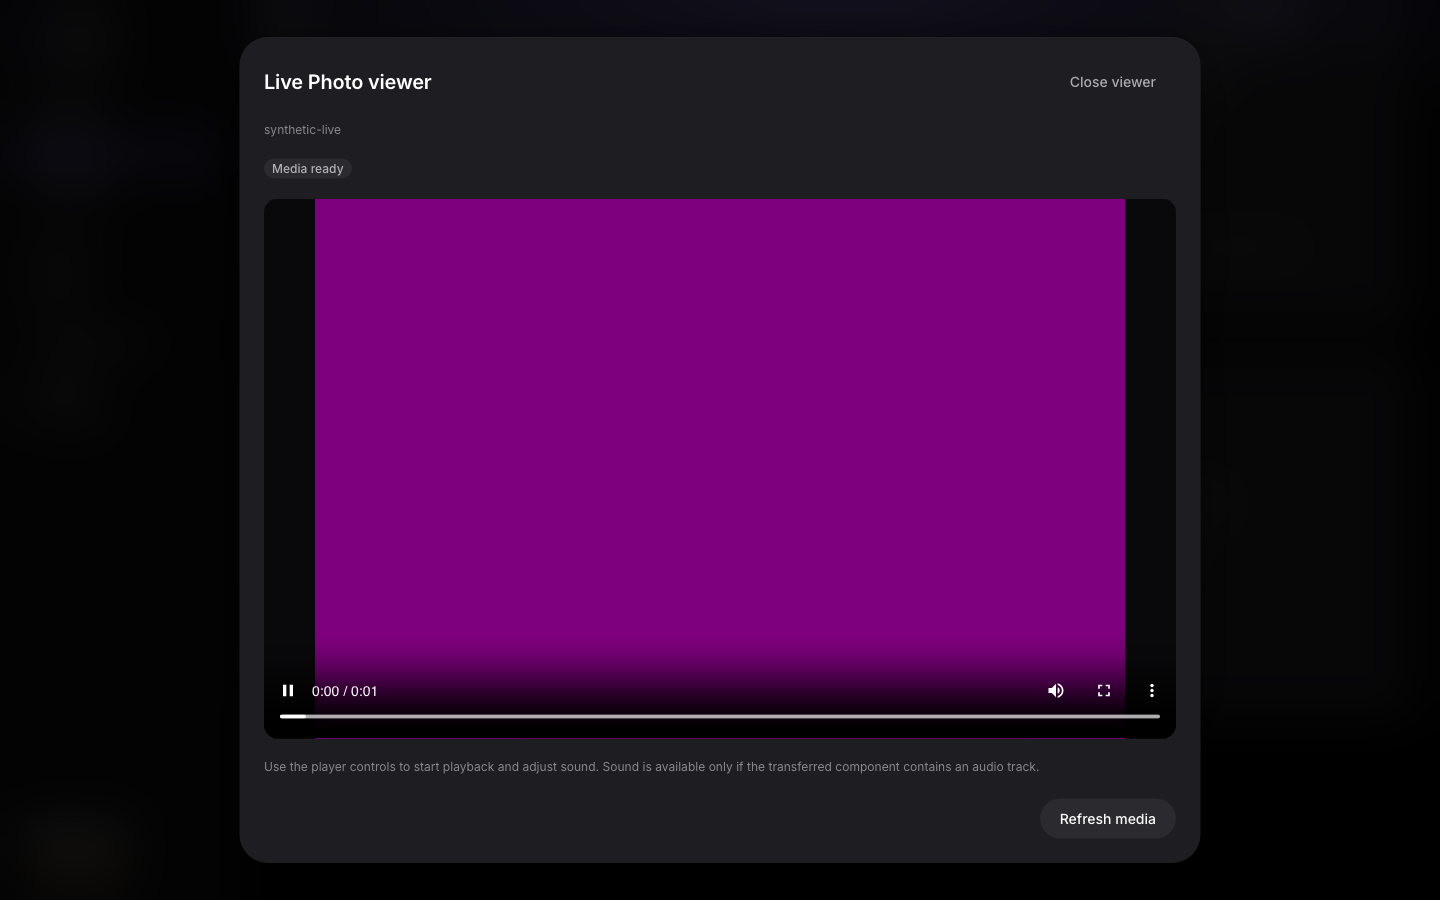 Live Photo viewer
Close viewer
synthetic-live
Media ready
0:00 / 0:01
Use the player controls to start playback and adjust sound. Sound is available only if the transferred component contains an audio track.
Refresh media